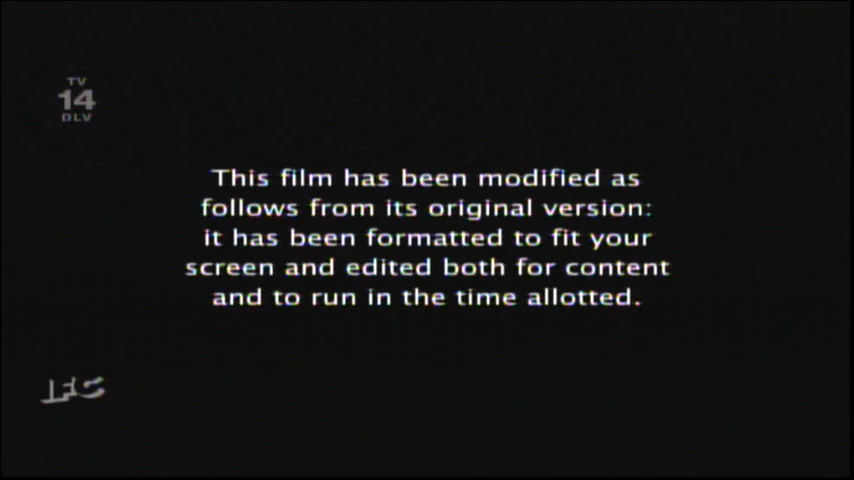 TV
14
DLV
This film has been modified as
follows from its original version:
it has been formatted to fit your
screen and edited both for content
and to run in the time allotted.
IFC